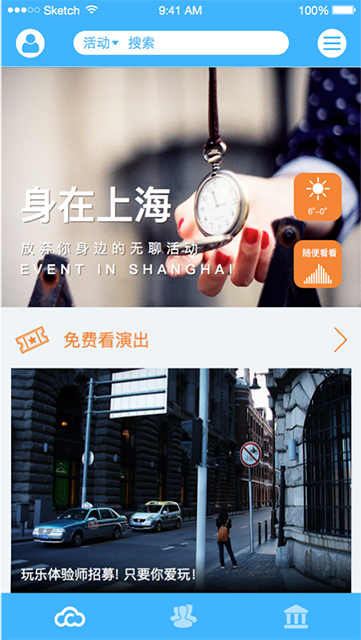 Sketch 9:41 AM 100%
活动 搜索
身在上海
放弃你身边的无聊活动
EVENT IN SHANGHAI
6°-0°
随便看看
免费看演出
玩乐体验师招募! 只要你爱玩!